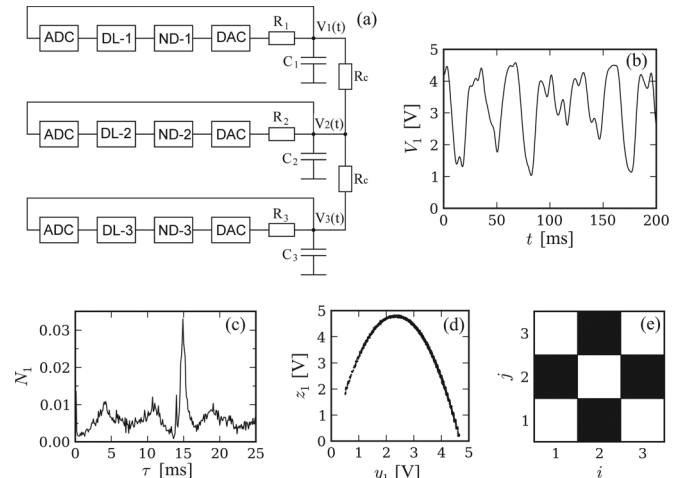 R₁ V₁(t) (a)
ADC DL-1 ND-1 DAC
C₁
Rc
R₂ V₂(t)
ADC DL-2 ND-2 DAC
C₂
Rc
R₃ V₃(t)
ADC DL-3 ND-3 DAC
C₃
(b)
5
4
3
2
1
0
V₁ [V]
0 50 100 150 200
t [ms]
(c)
0.03
0.02
0.01
0.00
N₁
0 5 10 15 20 25
τ [ms]
(d)
5
4
3
2
1
0
z₁ [V]
0 1 2 3 4 5
y₁ [V]
(e)
3
2
1
j
1 2 3
i